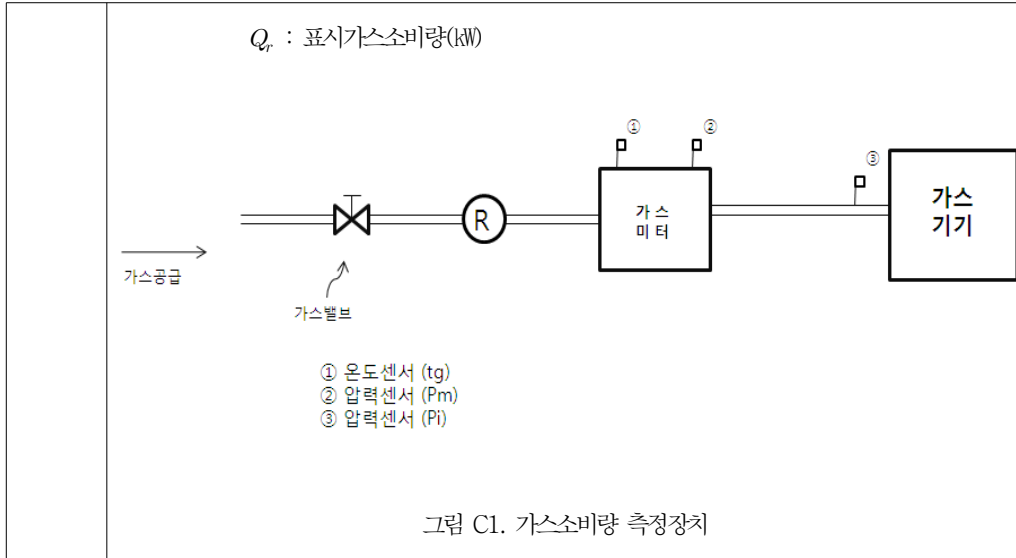 Qr : 표시가스소비량(kW)
① ②
③
가스
기기
가 스
미 터
R
가스공급
가스밸브
① 온도센서 (tg)
② 압력센서 (Pm)
③ 압력센서 (Pi)
그림 C1. 가스소비량 측정장치